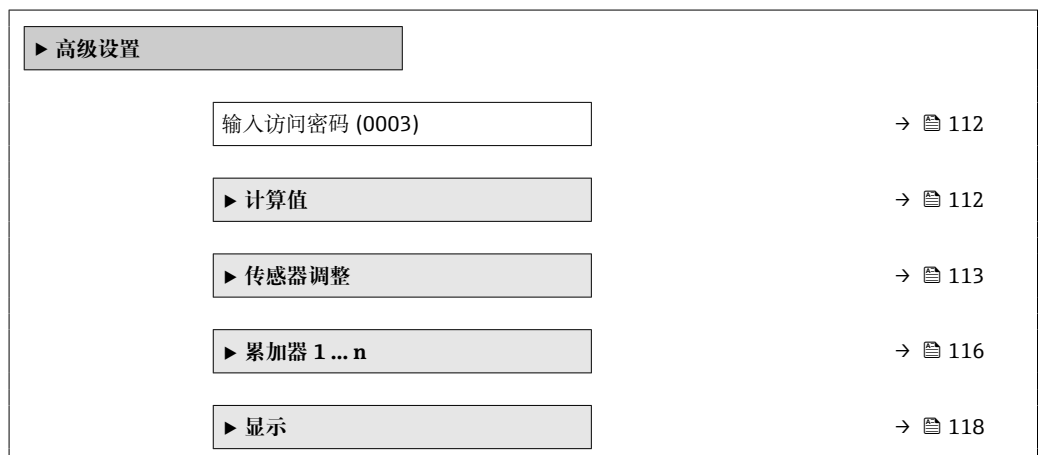 ▶ 高级设置
输入访问密码 (0003) → 🖹 112
▶ 计算值 → 🖹 112
▶ 传感器调整 → 🖹 113
▶ 累加器 1 ... n → 🖹 116
▶ 显示 → 🖹 118